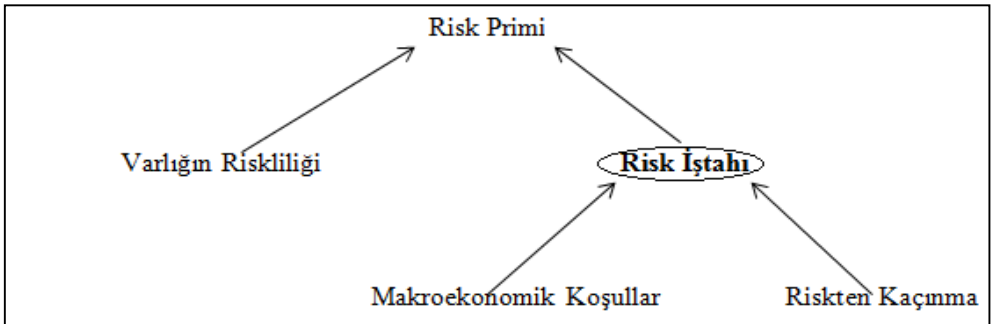 Risk Primi
Varlığın Riskliliği
Risk İştahı
Makroekonomik Koşullar
Riskten Kaçınma